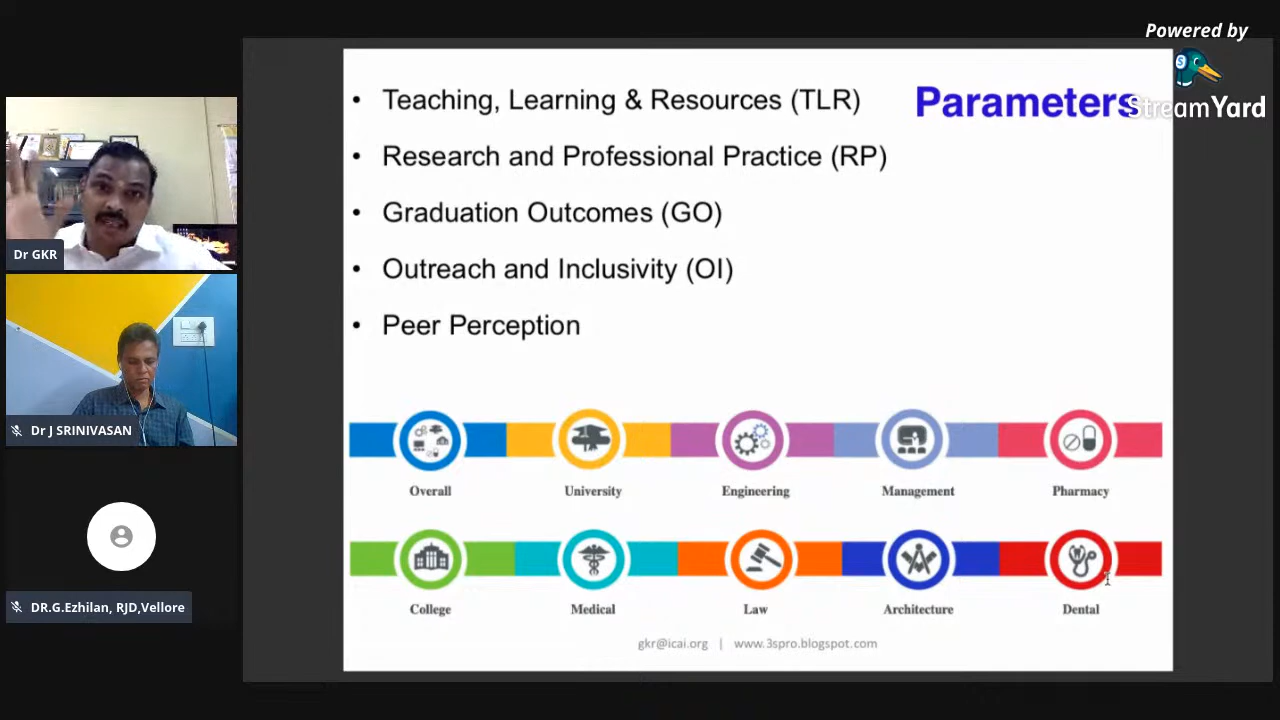 Powered by
StreamYard
Parameters
• Teaching, Learning & Resources (TLR)
• Research and Professional Practice (RP)
• Graduation Outcomes (GO)
• Outreach and Inclusivity (OI)
• Peer Perception
Dr GKR
Dr J SRINIVASAN
DR.G.Ezhilan, RJD,Vellore
Overall
University
Engineering
Management
Pharmacy
College
Medical
Law
Architecture
Dental
gkr@icai.org | www.3spro.blogspot.com